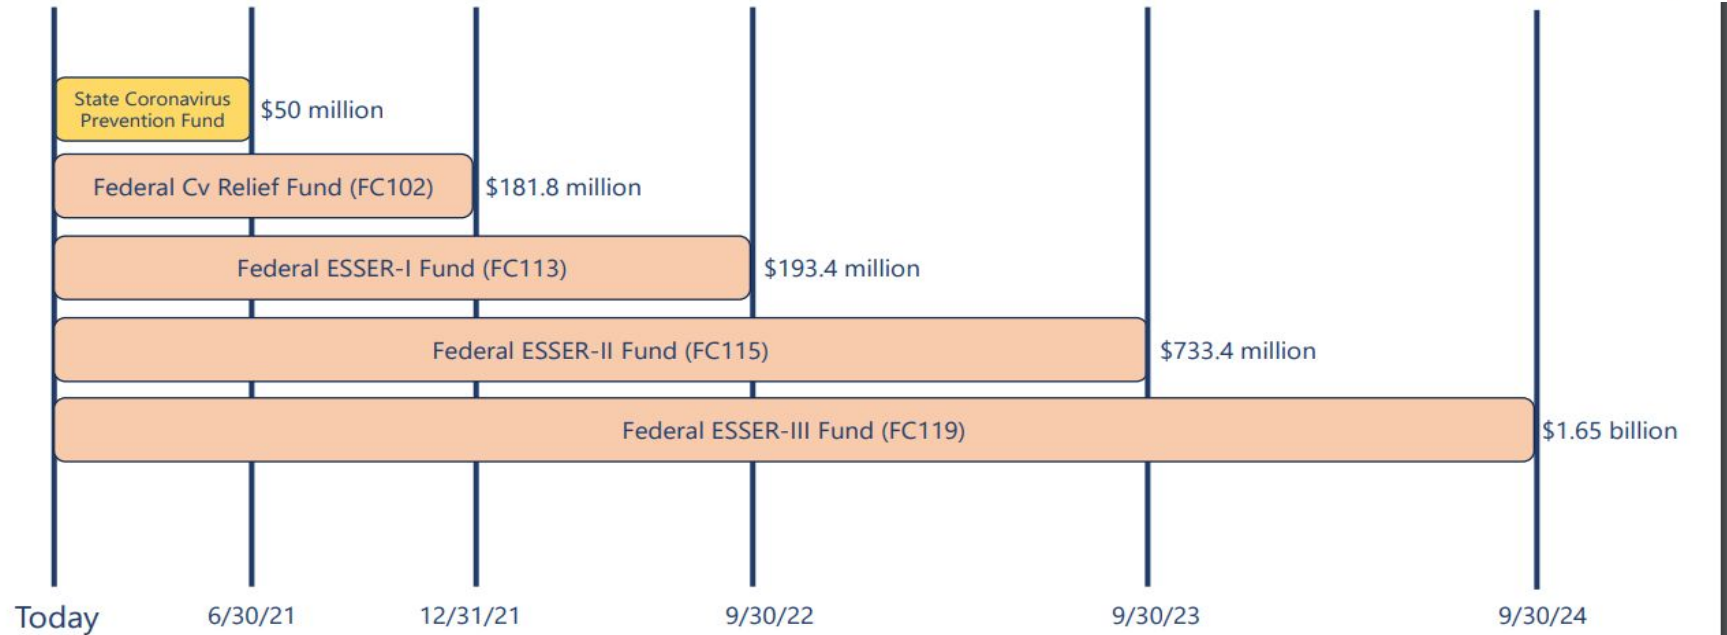 State Coronavirus
Prevention Fund
$50 million
Federal Cv Relief Fund (FC102)
$181.8 million
Federal ESSER-I Fund (FC113)
$193.4 million
Federal ESSER-II Fund (FC115)
$733.4 million
Federal ESSER-III Fund (FC119)
$1.65 billion
Today 6/30/21 12/31/21 9/30/22 9/30/23 9/30/24